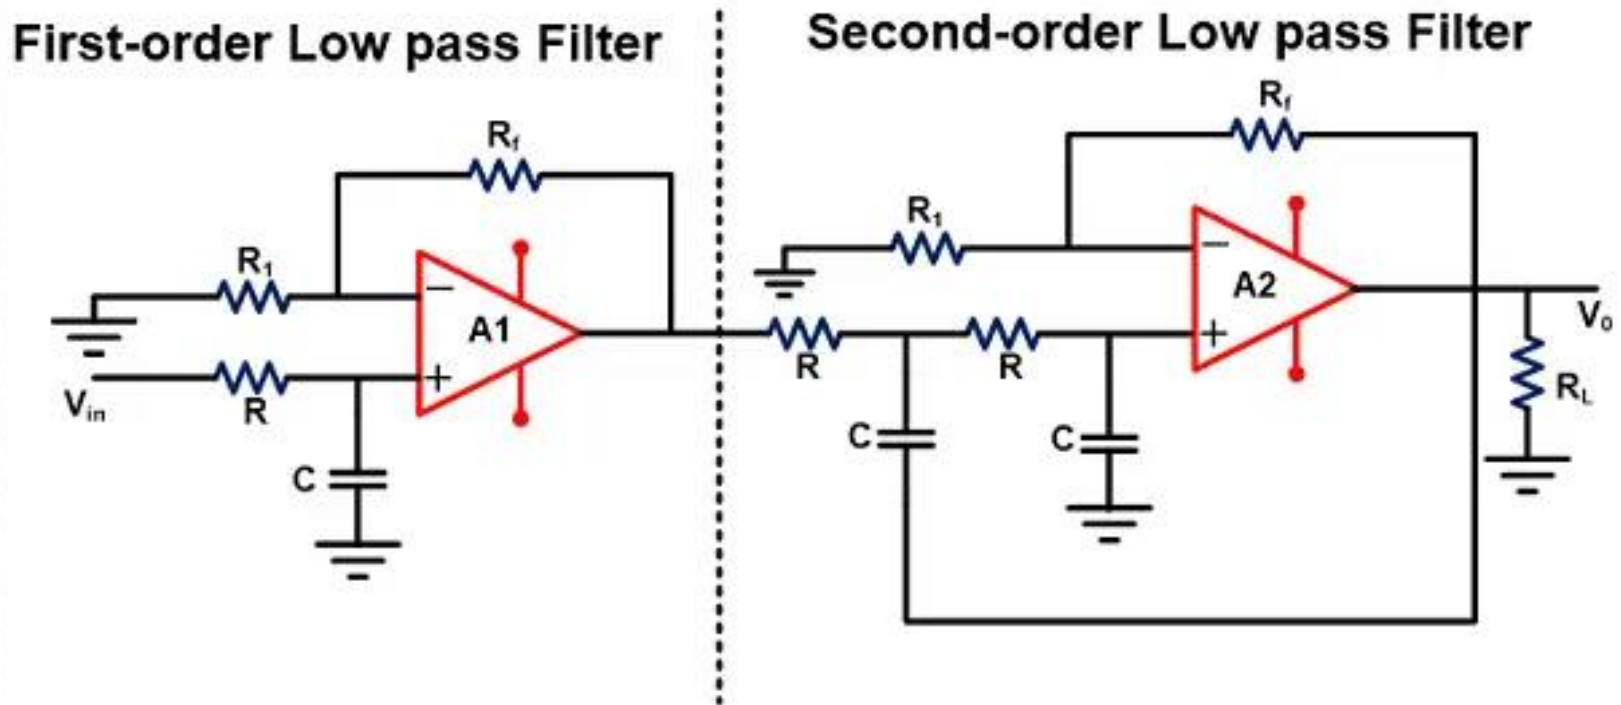 First-order Low pass Filter
Second-order Low pass Filter
Rf
R1
A1
−
+
Vin
R
C
Rf
R1
A2
−
+
R
R
C
C
Vo
RL